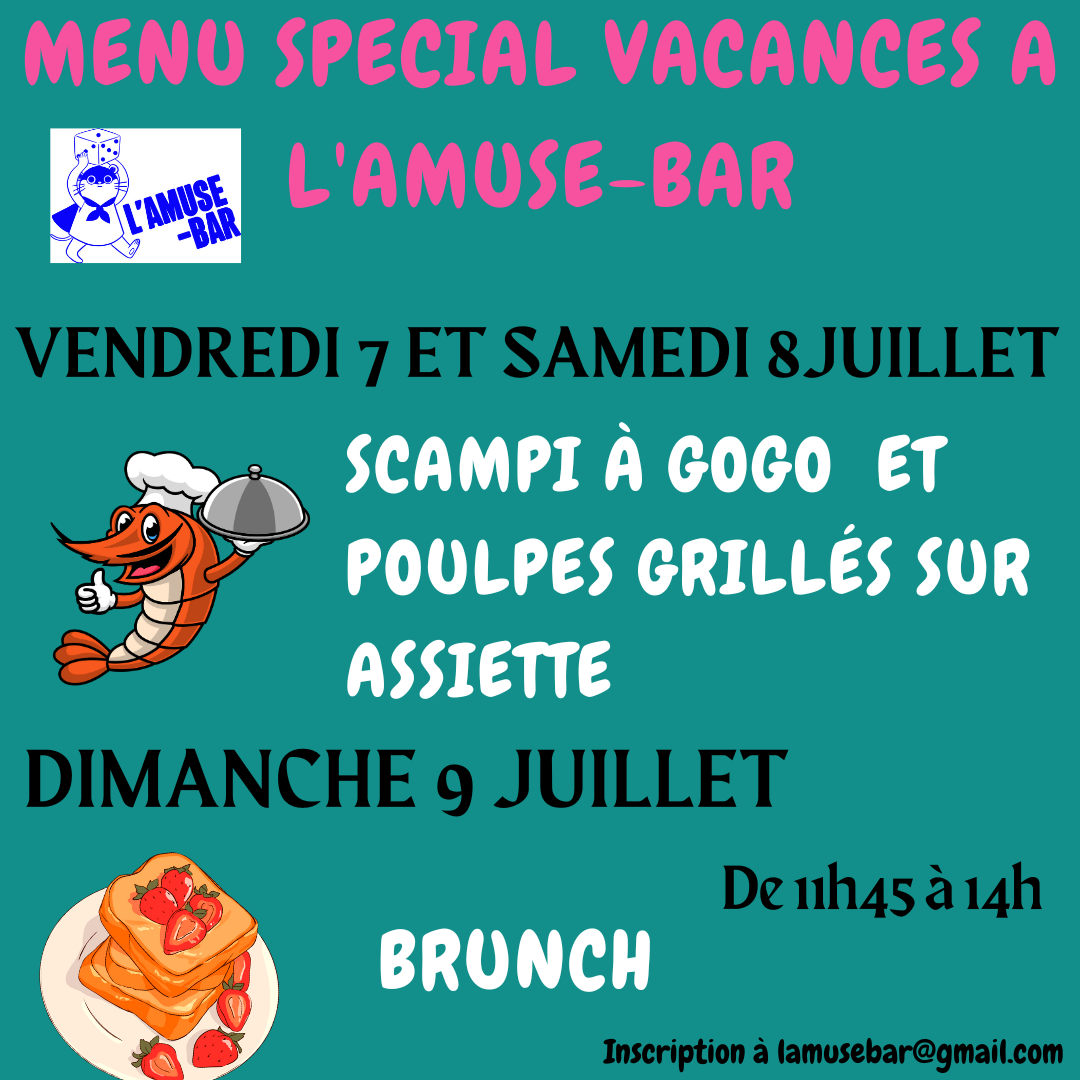 MENU SPECIAL VACANCES A
L'AMUSE-BAR
L'AMUSE
-BAR
VENDREDI 7 ET SAMEDI 8JUILLET
SCAMPI À GOGO ET
POULPES GRILLÉS SUR
ASSIETTE
DIMANCHE 9 JUILLET
De 11h45 à 14h
BRUNCH
Inscription à lamusebar@gmail.com